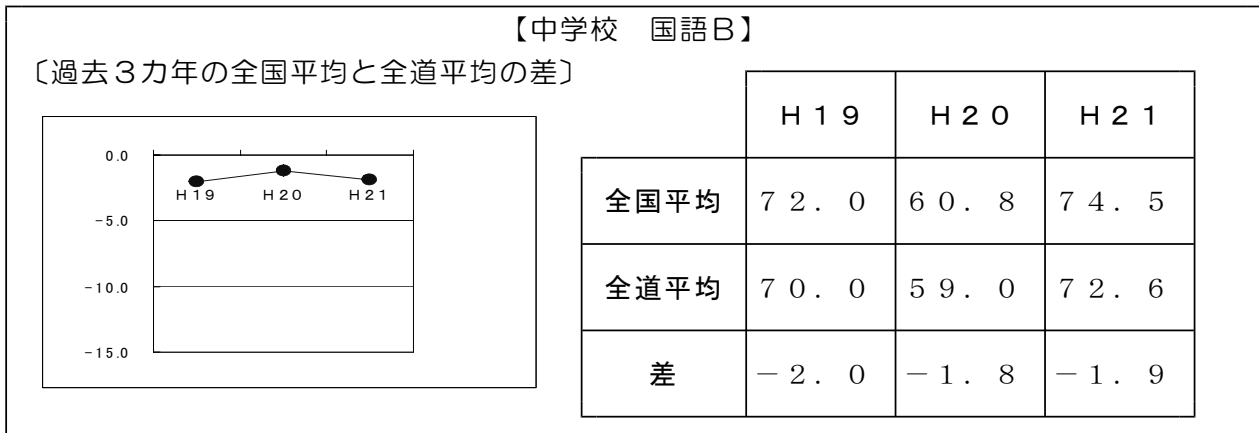 【中学校　国語Ｂ】
〔過去３カ年の全国平均と全道平均の差〕
0.0
-5.0
-10.0
-15.0
H19 H20 H21
Ｈ１９ Ｈ２０ Ｈ２１
全国平均 ７２．０ ６０．８ ７４．５
全道平均 ７０．０ ５９．０ ７２．６
差 －２．０ －１．８ －１．９